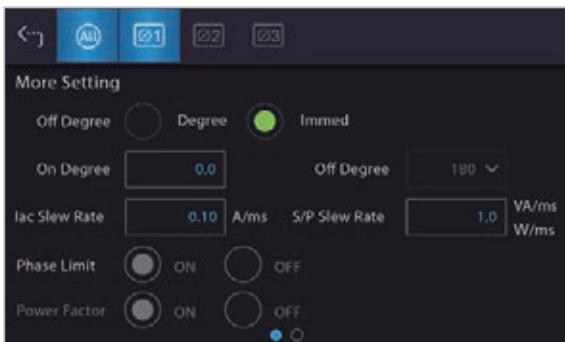 All Ø1 Ø2 Ø3
More Setting
Off Degree Degree Immed
On Degree 0.0 Off Degree 180
Iac Slew Rate 0.10 A/ms S/P Slew Rate 1.0 VA/ms W/ms
Phase Limit ON OFF
Power Factor ON OFF